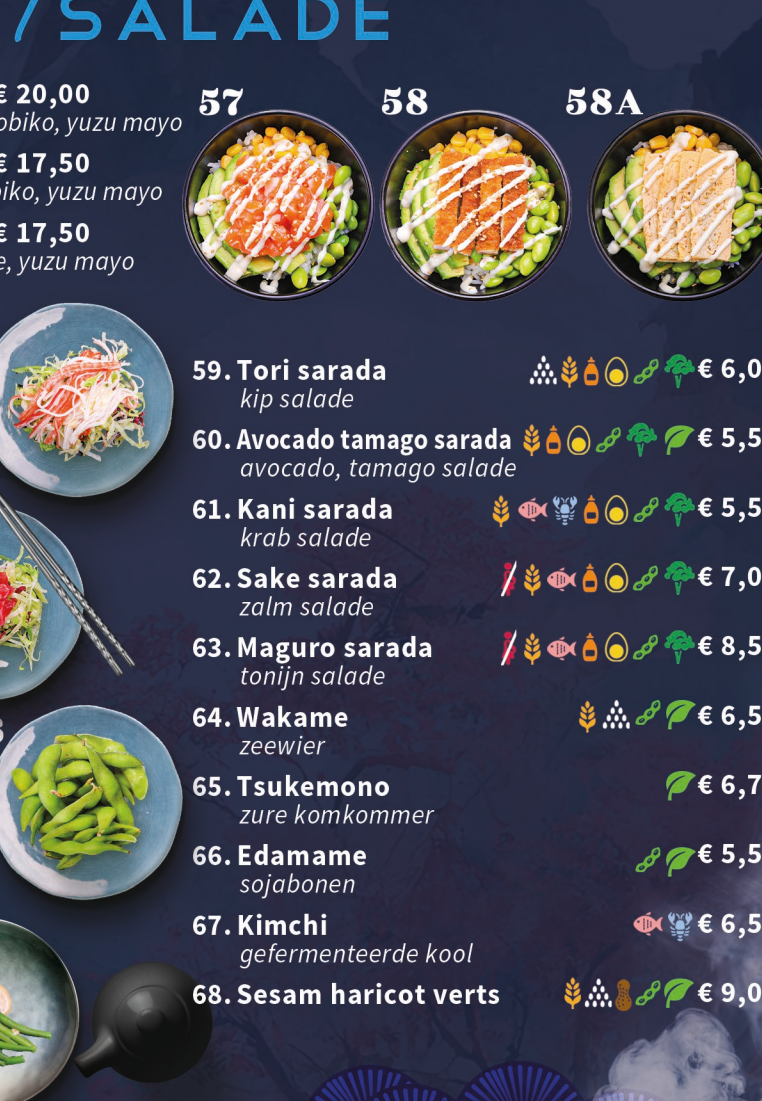 /SALADE
€ 20,00
obiko, yuzu mayo
€ 17,50
iko, yuzu mayo
€ 17,50
e, yuzu mayo
57
58
58A
59. Tori sarada € 6,0
kip salade
60. Avocado tamago sarada € 5,5
avocado, tamago salade
61. Kani sarada € 5,5
krab salade
62. Sake sarada € 7,0
zalm salade
63. Maguro sarada € 8,5
tonijn salade
64. Wakame € 6,5
zeewier
65. Tsukemono € 6,7
zure komkommer
66. Edamame € 5,5
sojabonen
67. Kimchi € 6,5
gefermenteerde kool
68. Sesam haricot verts € 9,0